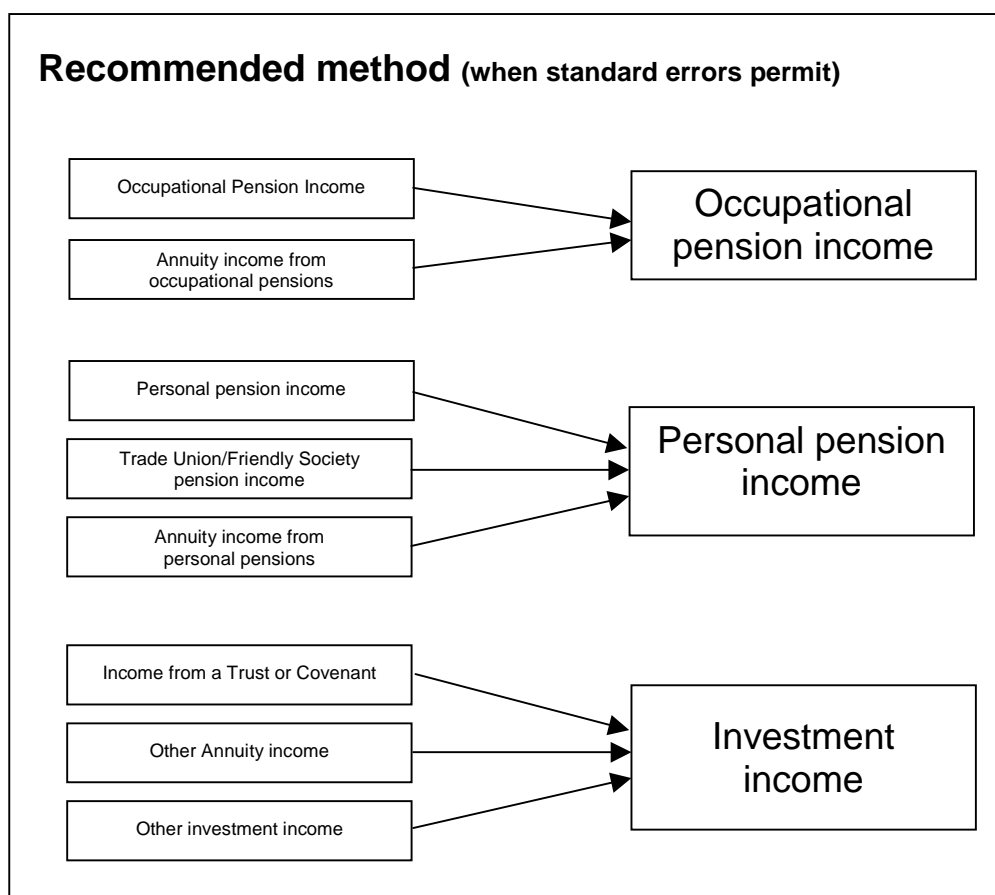 Recommended method (when standard errors permit)
Occupational Pension Income
Annuity income from
occupational pensions
Occupational
pension income
Personal pension income
Trade Union/Friendly Society
pension income
Annuity income from
personal pensions
Personal pension
income
Income from a Trust or Covenant
Other Annuity income
Other investment income
Investment
income